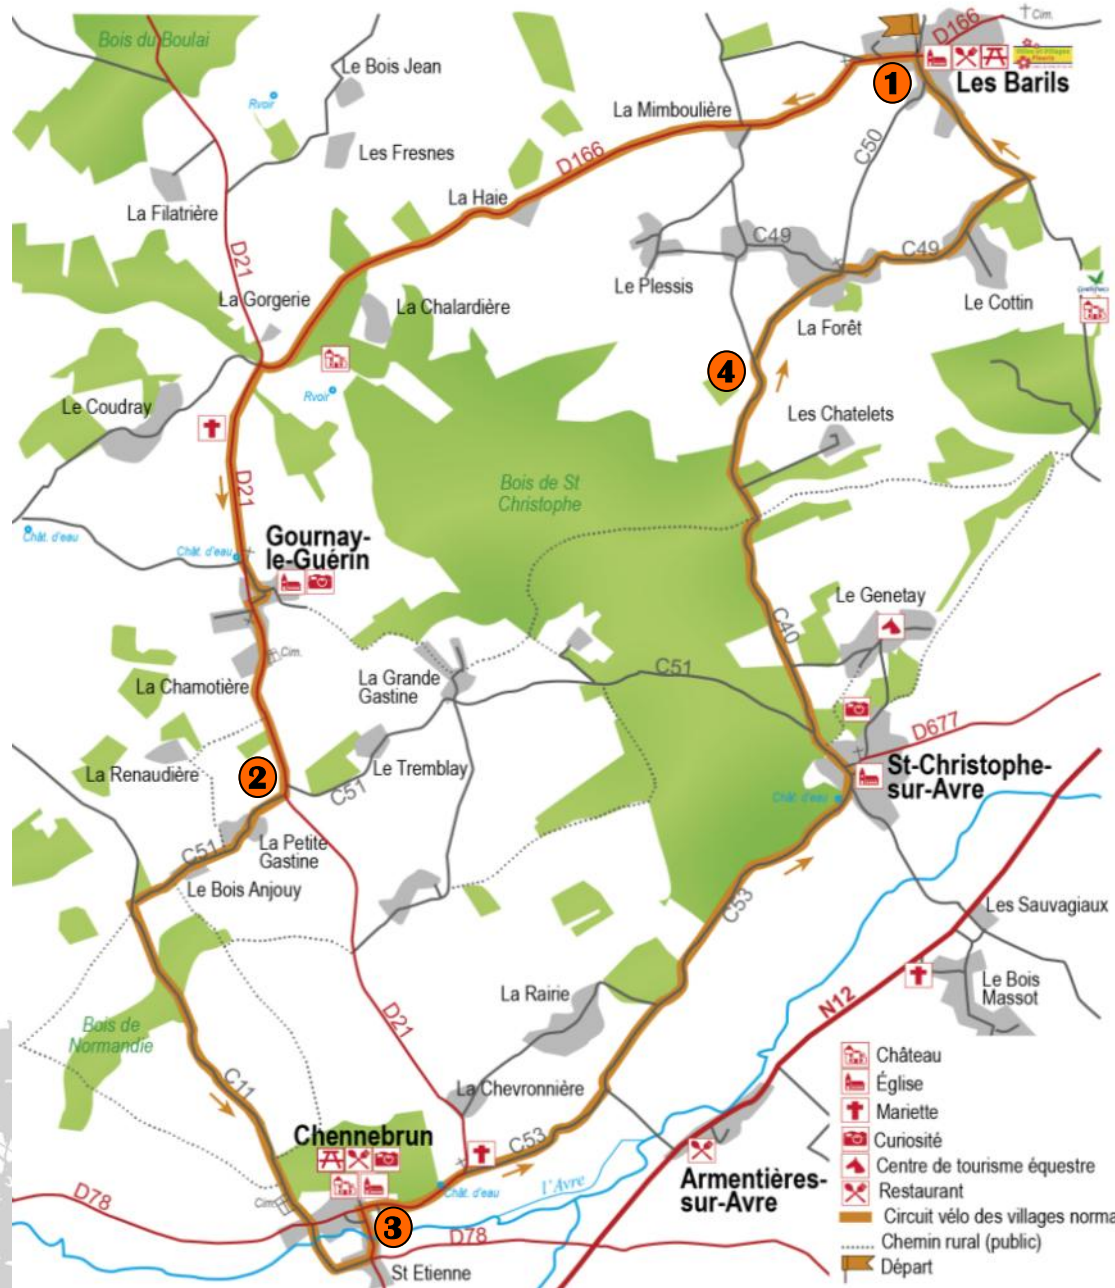 Bois du Boulai
Le Bois Jean
Rvoir
Les Fresnes
La Filatrière
D21
La Mimboulière
D166
La Haie
1
D166
Cim.
Les Barils
C50
C49
C49
Le Plessis
La Forêt
Le Cottin
La Gorgerie
La Chalardière
Rvoir
Le Coudray
4
Les Chatelets
D21
Bois de St
Christophe
Chât. d'eau
Chât. d'eau
Gournay-
le-Guérin
Cim.
La Chamotière
La Grande
Gastine
C51
C40
Le Genetay
D677
La Renaudière
2
Le Tremblay
C51
St-Christophe-
sur-Avre
Chât. d'eau
C51
La Petite
Gastine
Le Bois Anjouy
C53
Les Sauvagiaux
Le Bois
Massot
N12
La Rairie
D21
Bois de
Normandie
C11
La Chevronnière
Chennebrun
C53
Chât. d'eau
l'Avre
Armentières-
sur-Avre
Cim.
D78
3
D78
St Etienne
Château
Église
Mariette
Curiosité
Centre de tourisme équestre
Restaurant
Circuit vélo des villages norma
Chemin rural (public)
Départ